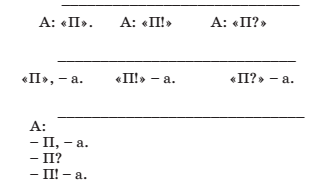 А: «П». А: «П!» А: «П?»
«П», – а. «П!» – а. «П?» – а.
А:
– П, – а.
– П?
– П! – а.